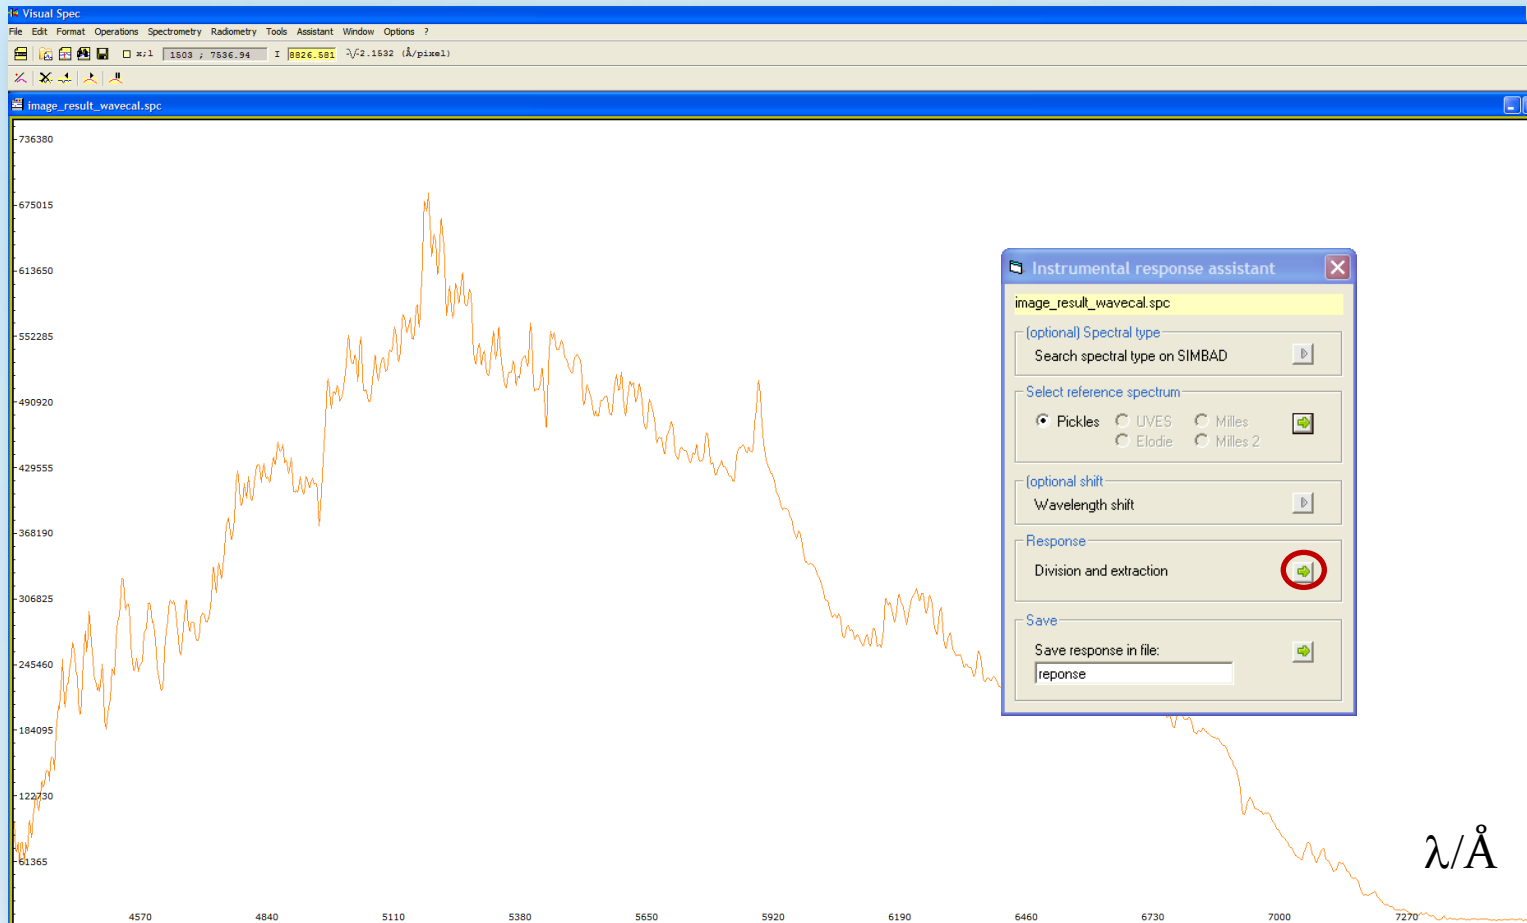 Visual Spec
File Edit Format Operations Spectrometry Radiometry Tools Assistant Window Options ?
x;l 1503 ; 7536.94 I 8826.581 2.1532 (Å/pixel)
image_result_wavecal.spc
736380
675015
613650
552285
490920
429555
368190
306825
245460
184095
122730
61365
Instrumental response assistant
image_result_wavecal.spc
(optional) Spectral type
Search spectral type on SIMBAD
Select reference spectrum
Pickles UVES Milles
Elodie Milles 2
(optional shift
Wavelength shift
Response
Division and extraction
Save
Save response in file:
reponse
λ/Å
4570 4840 5110 5380 5650 5920 6190 6460 6730 7000 7270